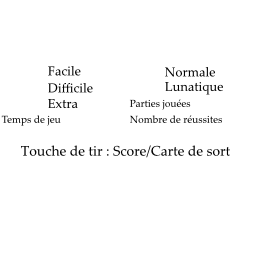 Facile Normale
Difficile Lunatique
Extra Parties jouées
Temps de jeu Nombre de réussites
Touche de tir : Score/Carte de sort